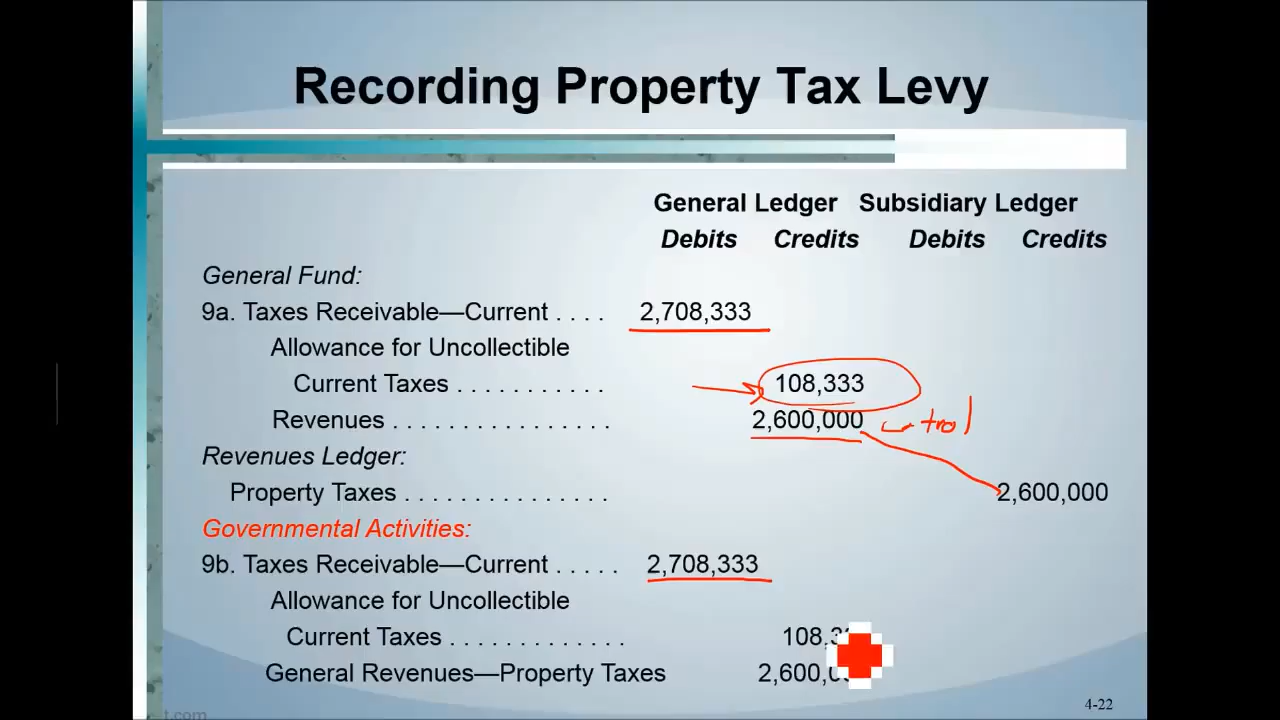 Recording Property Tax Levy
General Ledger Subsidiary Ledger
Debits Credits Debits Credits
General Fund:
9a. Taxes Receivable—Current . . . . 2,708,333
Allowance for Uncollectible
Current Taxes . . . . . . . . . . . 108,333
Revenues . . . . . . . . . . . . . . . . 2,600,000
Revenues Ledger:
Property Taxes . . . . . . . . . . . . . . . 2,600,000
Governmental Activities:
9b. Taxes Receivable—Current . . . . . 2,708,333
Allowance for Uncollectible
Current Taxes . . . . . . . . . . . . .
General Revenues—Property Taxes
4-22